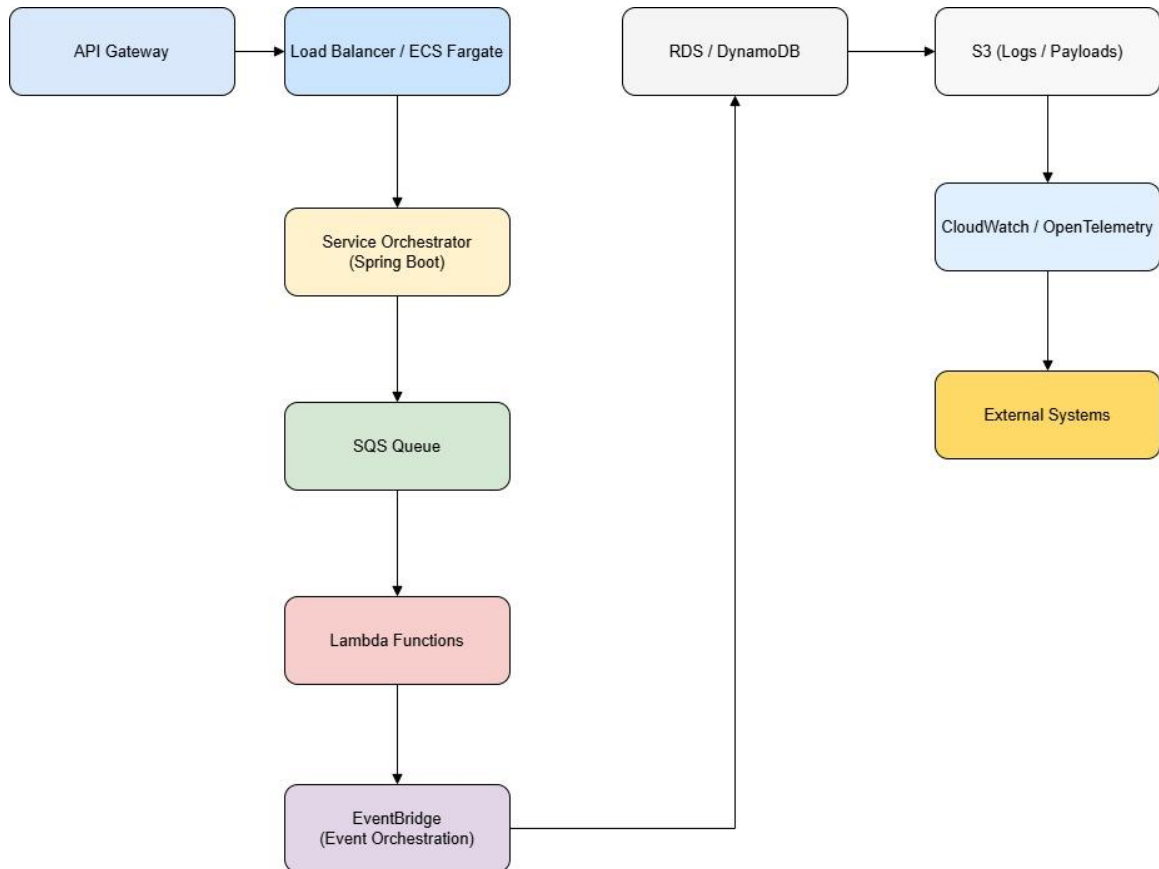 API Gateway
Load Balancer / ECS Fargate
RDS / DynamoDB
S3 (Logs / Payloads)
Service Orchestrator
(Spring Boot)
CloudWatch / OpenTelemetry
SQS Queue
External Systems
Lambda Functions
EventBridge
(Event Orchestration)